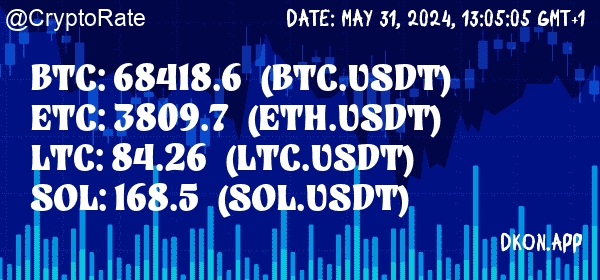 @CryptoRate
DATE: MAY 31, 2024, 13:05:05 GMT+1
BTC: 68418.6 (BTC.USDT)
ETC: 3809.7 (ETH.USDT)
LTC: 84.26 (LTC.USDT)
SOL: 168.5 (SOL.USDT)
DKON.APP